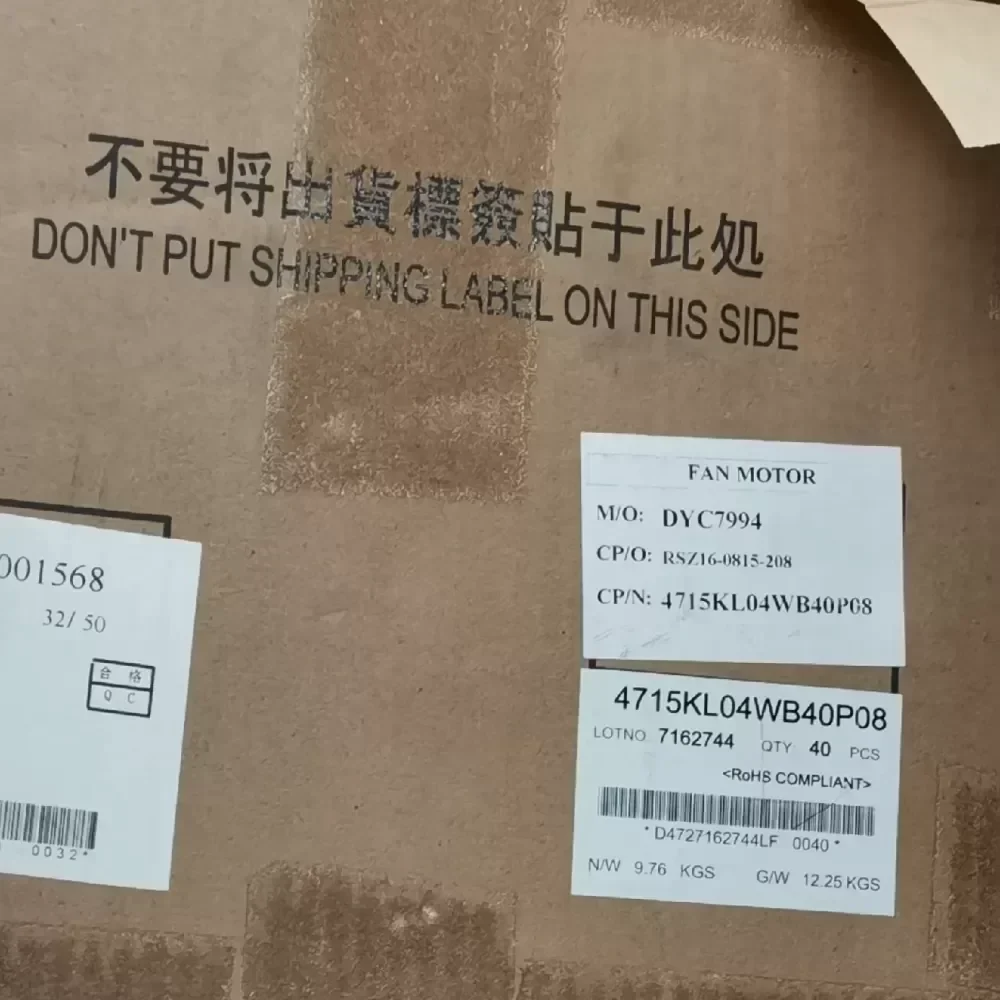 不要将出貨標簽貼于此处
DON'T PUT SHIPPING LABEL ON THIS SIDE
FAN MOTOR
M/O: DYC7994
CP/O: RSZ16-0815-208
CP/N: 4715KL04WB40P08
001568
32/ 50
合 格
Q C
0032*
4715KL04WB40P08
LOTNO 7162744 QTY 40 PCS
<RoHS COMPLIANT>
*D4727162744LF 0040*
N/W 9.76 KGS G/W 12.25 KGS